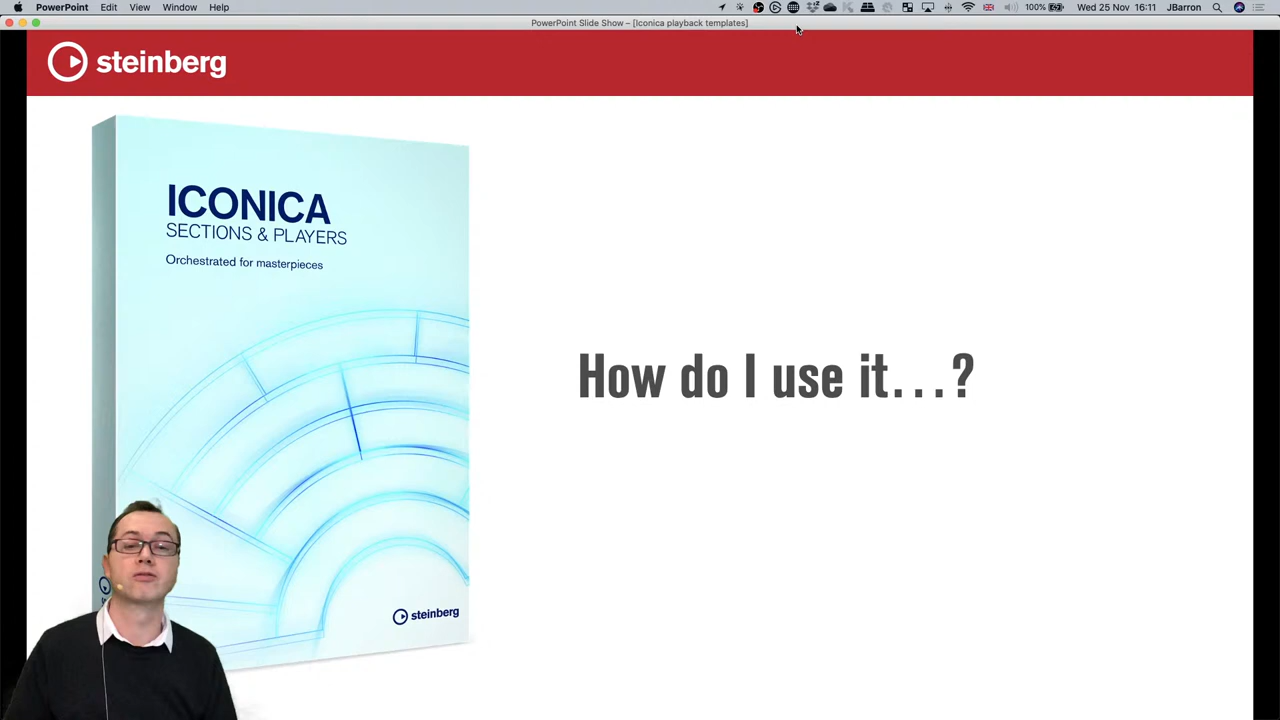 PowerPoint Edit View Window Help 100% Wed 25 Nov 16:11 JBarron
PowerPoint Slide Show – [Iconica playback templates]
steinberg
ICONICA
SECTIONS & PLAYERS
Orchestrated for masterpieces
How do I use it...?
steinberg